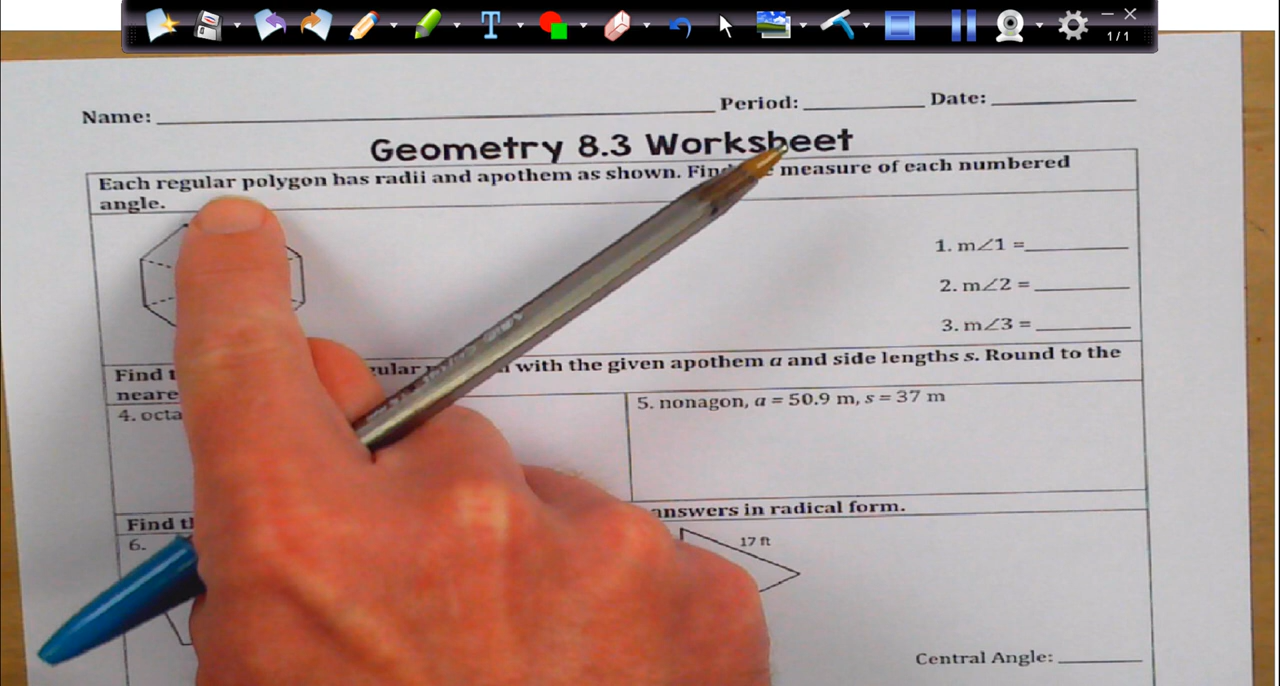 1/1
Name: Period: Date:
Geometry 8.3 Worksheet
Each regular polygon has radii and apothem as shown. measure of each numbered
angle.
1. m∠1 =
2. m∠2 =
3. m∠3 =
Find with the given apothem a and side lengths s. Round to the
4. 5. nonagon, a = 50.9 m, s = 37 m
Find answers in radical form.
6. 17 ft
Central Angle: